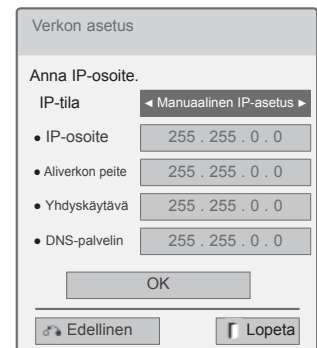 Verkon asetus
Anna IP-osoite.
IP-tila ◄ Manuaalinen IP-asetus ►
● IP-osoite 255 . 255 . 0 . 0
● Aliverkon peite 255 . 255 . 0 . 0
● Yhdyskäytävä 255 . 255 . 0 . 0
● DNS-palvelin 255 . 255 . 0 . 0
OK
Edellinen Lopeta